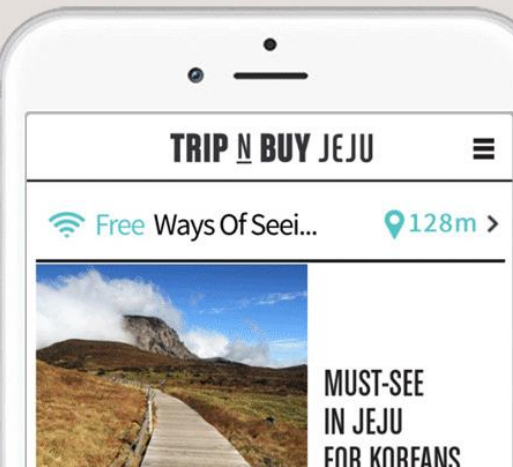 TRIP N BUY JEJU
Free Ways Of Seei... 128m >
MUST-SEE
IN JEJU
FOR KOREANS